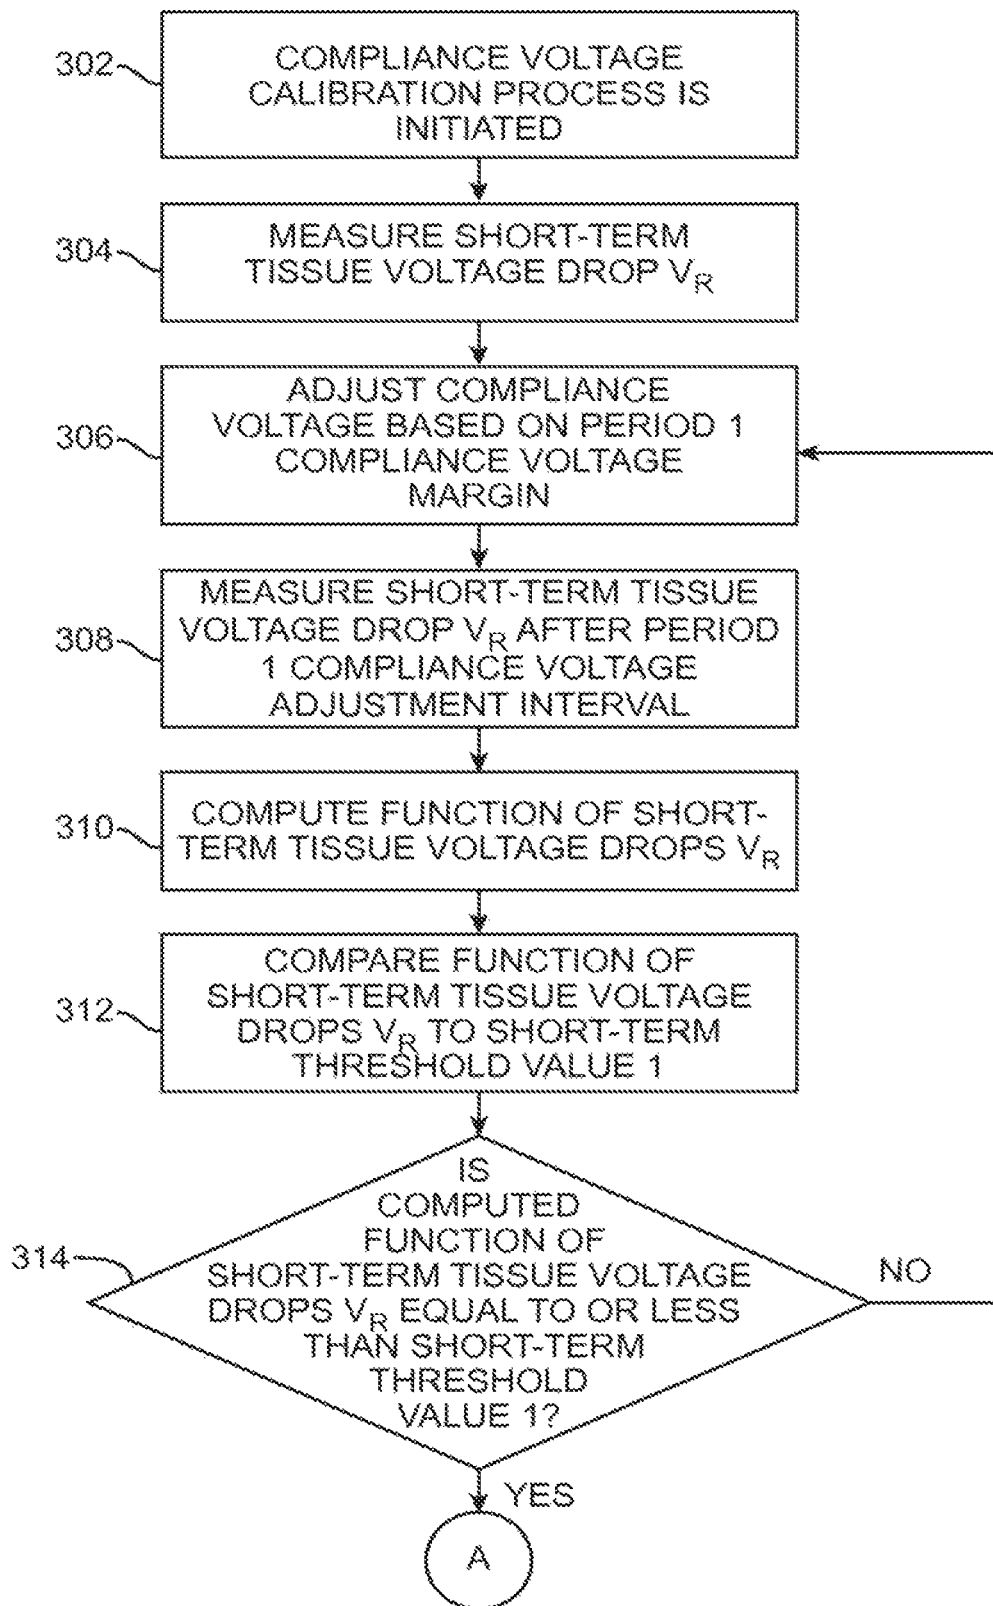 302
COMPLIANCE VOLTAGE
CALIBRATION PROCESS IS
INITIATED
304
MEASURE SHORT-TERM
TISSUE VOLTAGE DROP VR
306
ADJUST COMPLIANCE
VOLTAGE BASED ON PERIOD 1
COMPLIANCE VOLTAGE
MARGIN
308
MEASURE SHORT-TERM TISSUE
VOLTAGE DROP VR AFTER PERIOD
1 COMPLIANCE VOLTAGE
ADJUSTMENT INTERVAL
310
COMPUTE FUNCTION OF SHORT-
TERM TISSUE VOLTAGE DROPS VR
312
COMPARE FUNCTION OF
SHORT-TERM TISSUE VOLTAGE
DROPS VR TO SHORT-TERM
THRESHOLD VALUE 1
314
IS
COMPUTED
FUNCTION OF
SHORT-TERM TISSUE VOLTAGE
DROPS VR EQUAL TO OR LESS
THAN SHORT-TERM
THRESHOLD
VALUE 1?
NO
YES
A